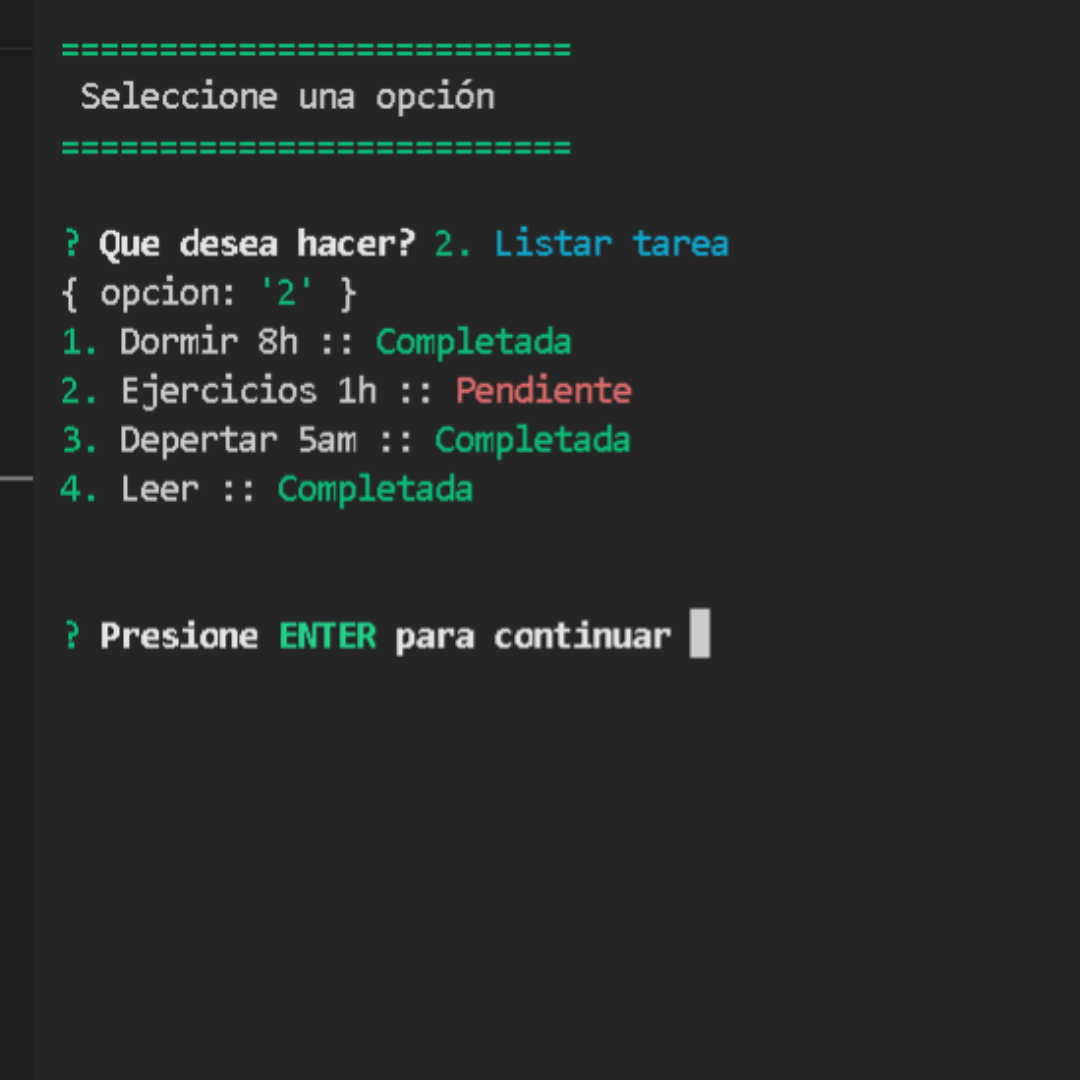 ==========================
Seleccione una opción
==========================
? Que desea hacer? 2. Listar tarea
{ opcion: '2' }
1. Dormir 8h :: Completada
2. Ejercicios 1h :: Pendiente
3. Depertar 5am :: Completada
4. Leer :: Completada
? Presione ENTER para continuar